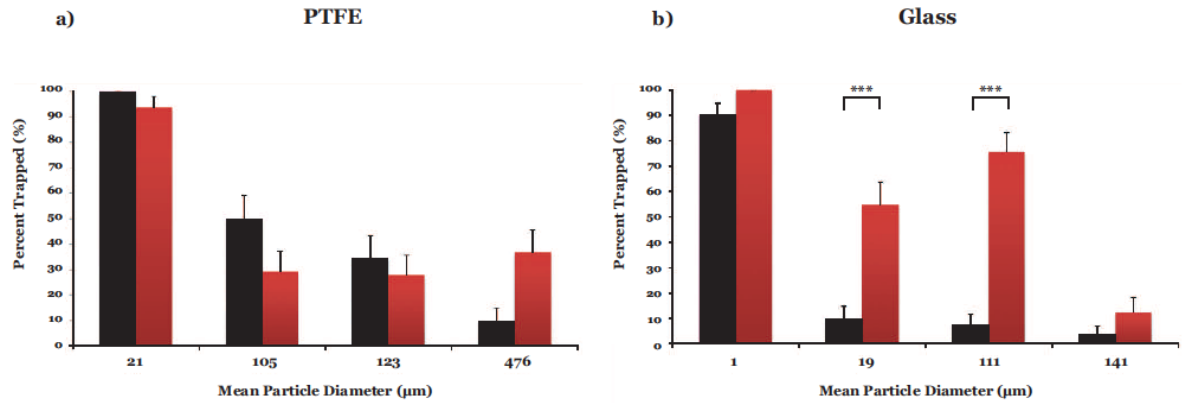 a) PTFE
Percent Trapped (%)
100
90
80
70
60
50
40
30
20
10
0
21 105 123 476
Mean Particle Diameter (µm)
b) Glass
Percent Trapped (%)
100
90
80
70
60
50
40
30
20
10
0
*** ***
1 19 111 141
Mean Particle Diameter (µm)